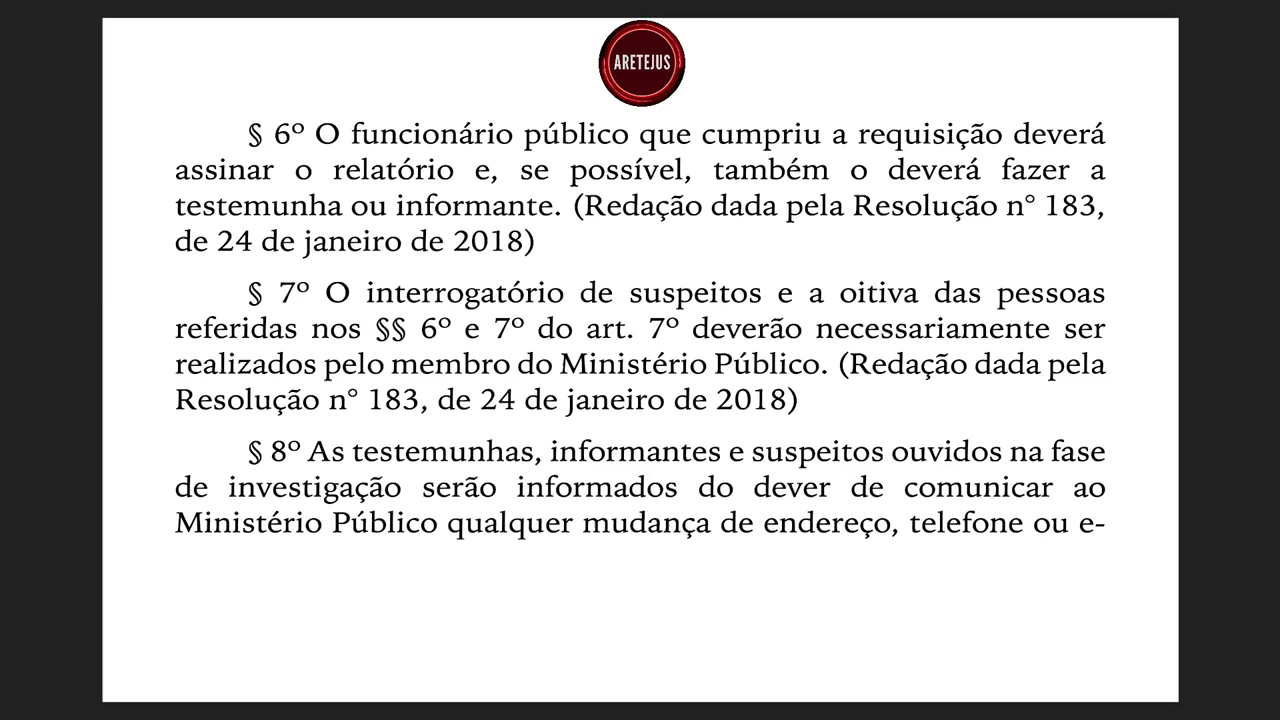 ARETEJUS
§ 6º O funcionário público que cumpriu a requisição deverá
assinar o relatório e, se possível, também o deverá fazer a
testemunha ou informante. (Redação dada pela Resolução n° 183,
de 24 de janeiro de 2018)
§ 7º O interrogatório de suspeitos e a oitiva das pessoas
referidas nos §§ 6º e 7º do art. 7º deverão necessariamente ser
realizados pelo membro do Ministério Público. (Redação dada pela
Resolução n° 183, de 24 de janeiro de 2018)
§ 8º As testemunhas, informantes e suspeitos ouvidos na fase
de investigação serão informados do dever de comunicar ao
Ministério Público qualquer mudança de endereço, telefone ou e-